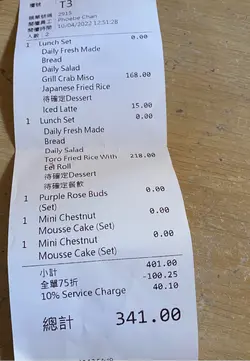 檯號 T3
2915
Phoebe Chan
10/04/2022 12:51:28
人數 2
1 Lunch Set 0.00
Daily Fresh Made
Bread
Daily Salad
Grill Crab Miso 168.00
Japanese Fried Rice
待確定Dessert
Iced Latte 15.00
1 Lunch Set 0.00
Daily Fresh Made
Bread
Daily Salad
Toro Fried Rice With 218.00
Eel Roll
待確定Dessert
待確定餐飲
1 Purple Rose Buds 0.00
(Set)
1 Mini Chestnut 0.00
Mousse Cake (Set)
1 Mini Chestnut 0.00
Mousse Cake (Set)
小計 401.00
全單75折 -100.25
10% Service Charge 40.10
總計 341.00